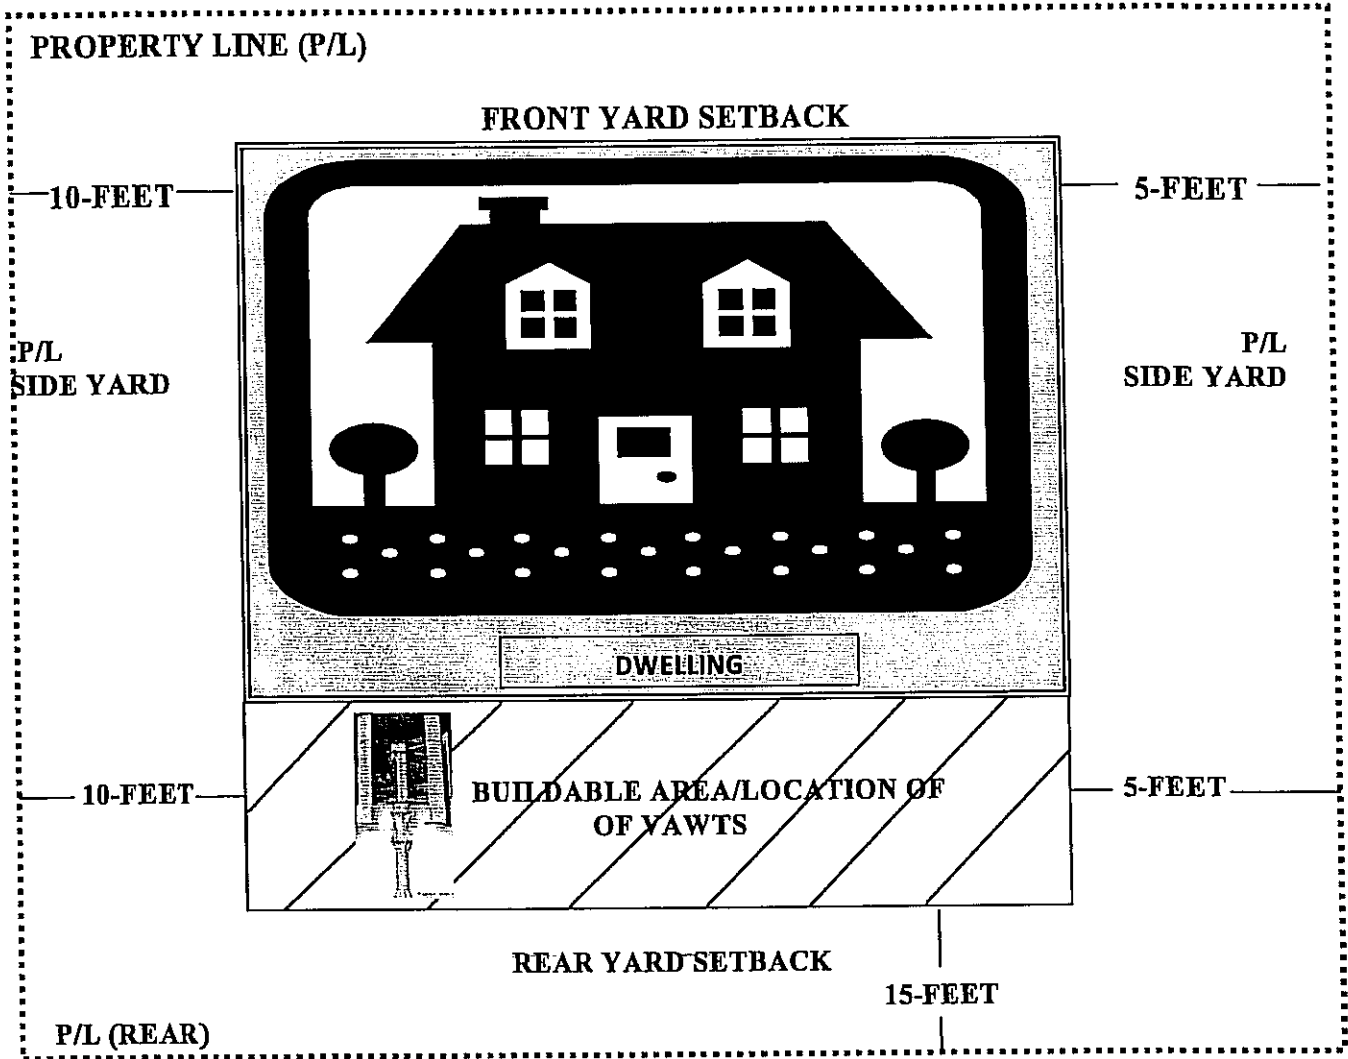 PROPERTY LINE (P/L)
FRONT YARD SETBACK
10-FEET
5-FEET
P/L
SIDE YARD
P/L
SIDE YARD
DWELLING
10-FEET
BUILDABLE AREA/LOCATION OF
OF VAWTS
5-FEET
REAR YARD SETBACK
15-FEET
P/L (REAR)